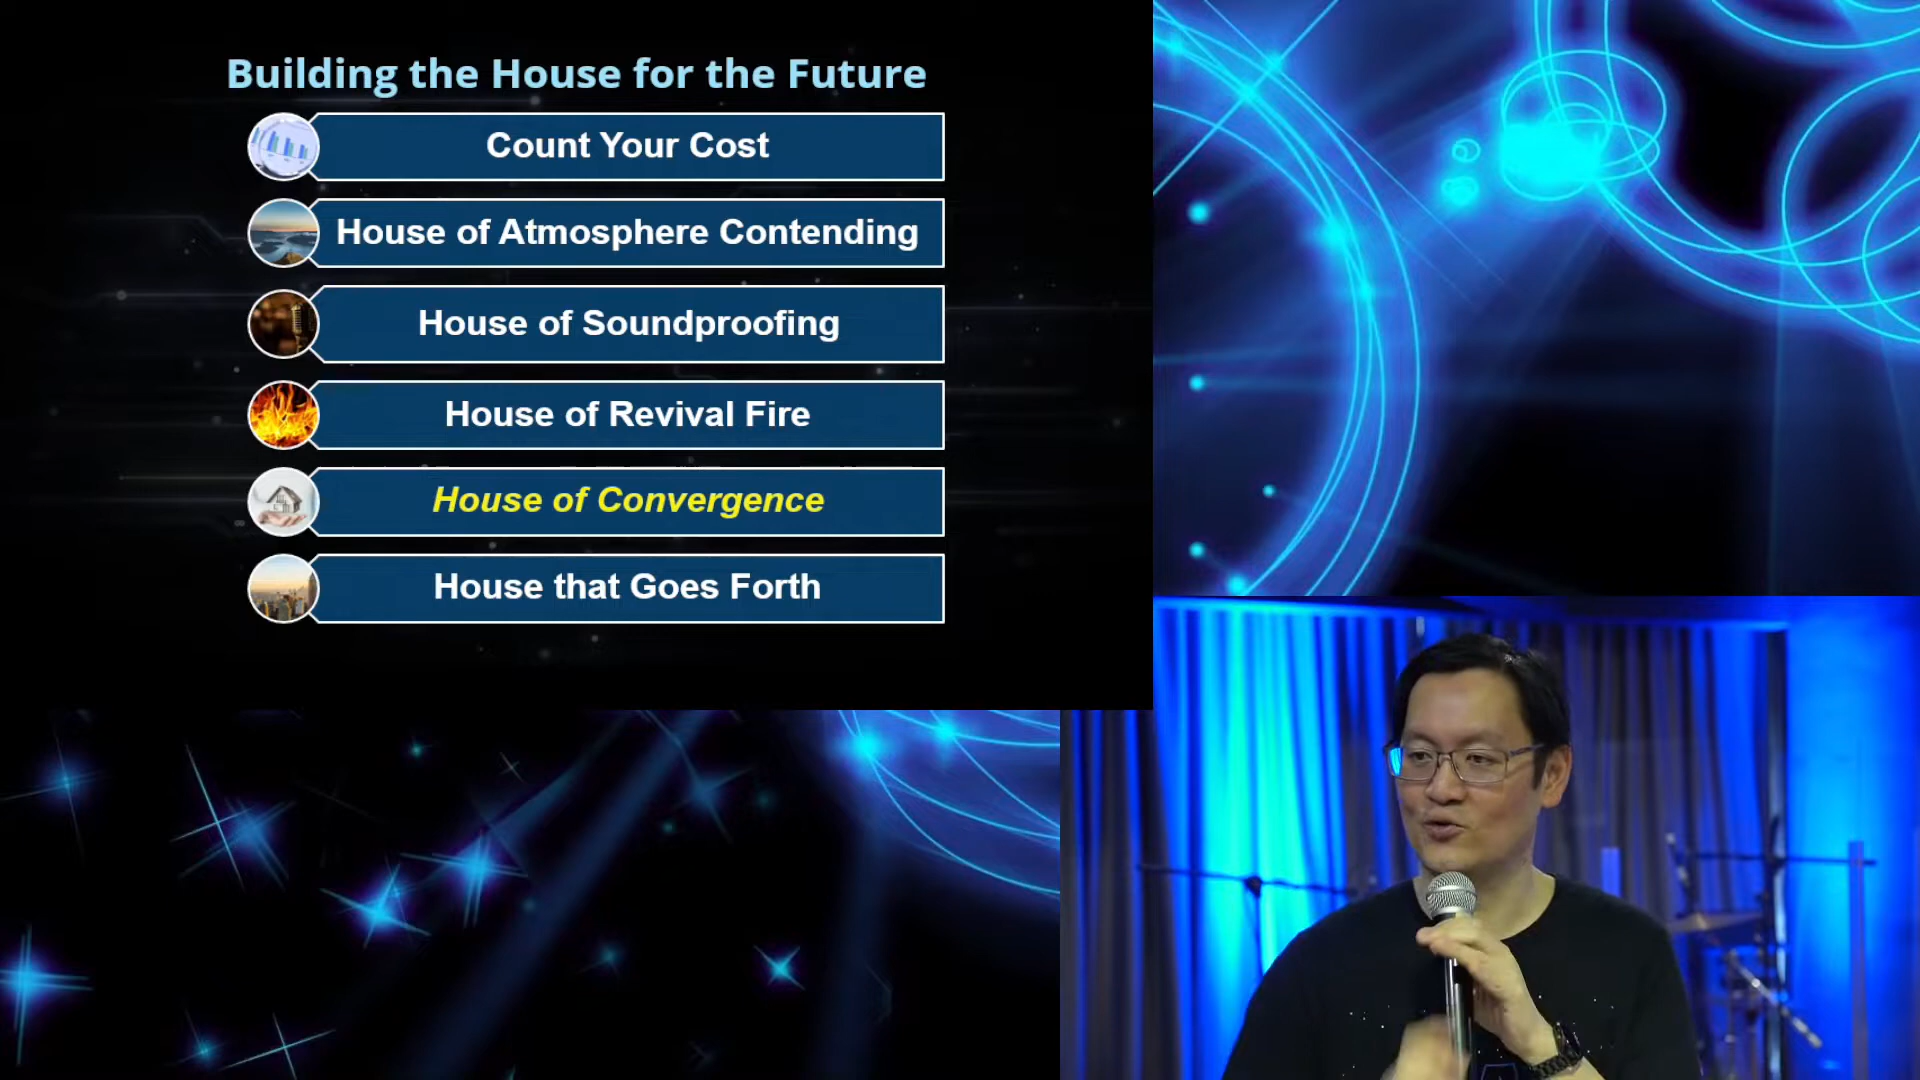 Building the House for the Future
Count Your Cost
House of Atmosphere Contending
House of Soundproofing
House of Revival Fire
House of Convergence
House that Goes Forth